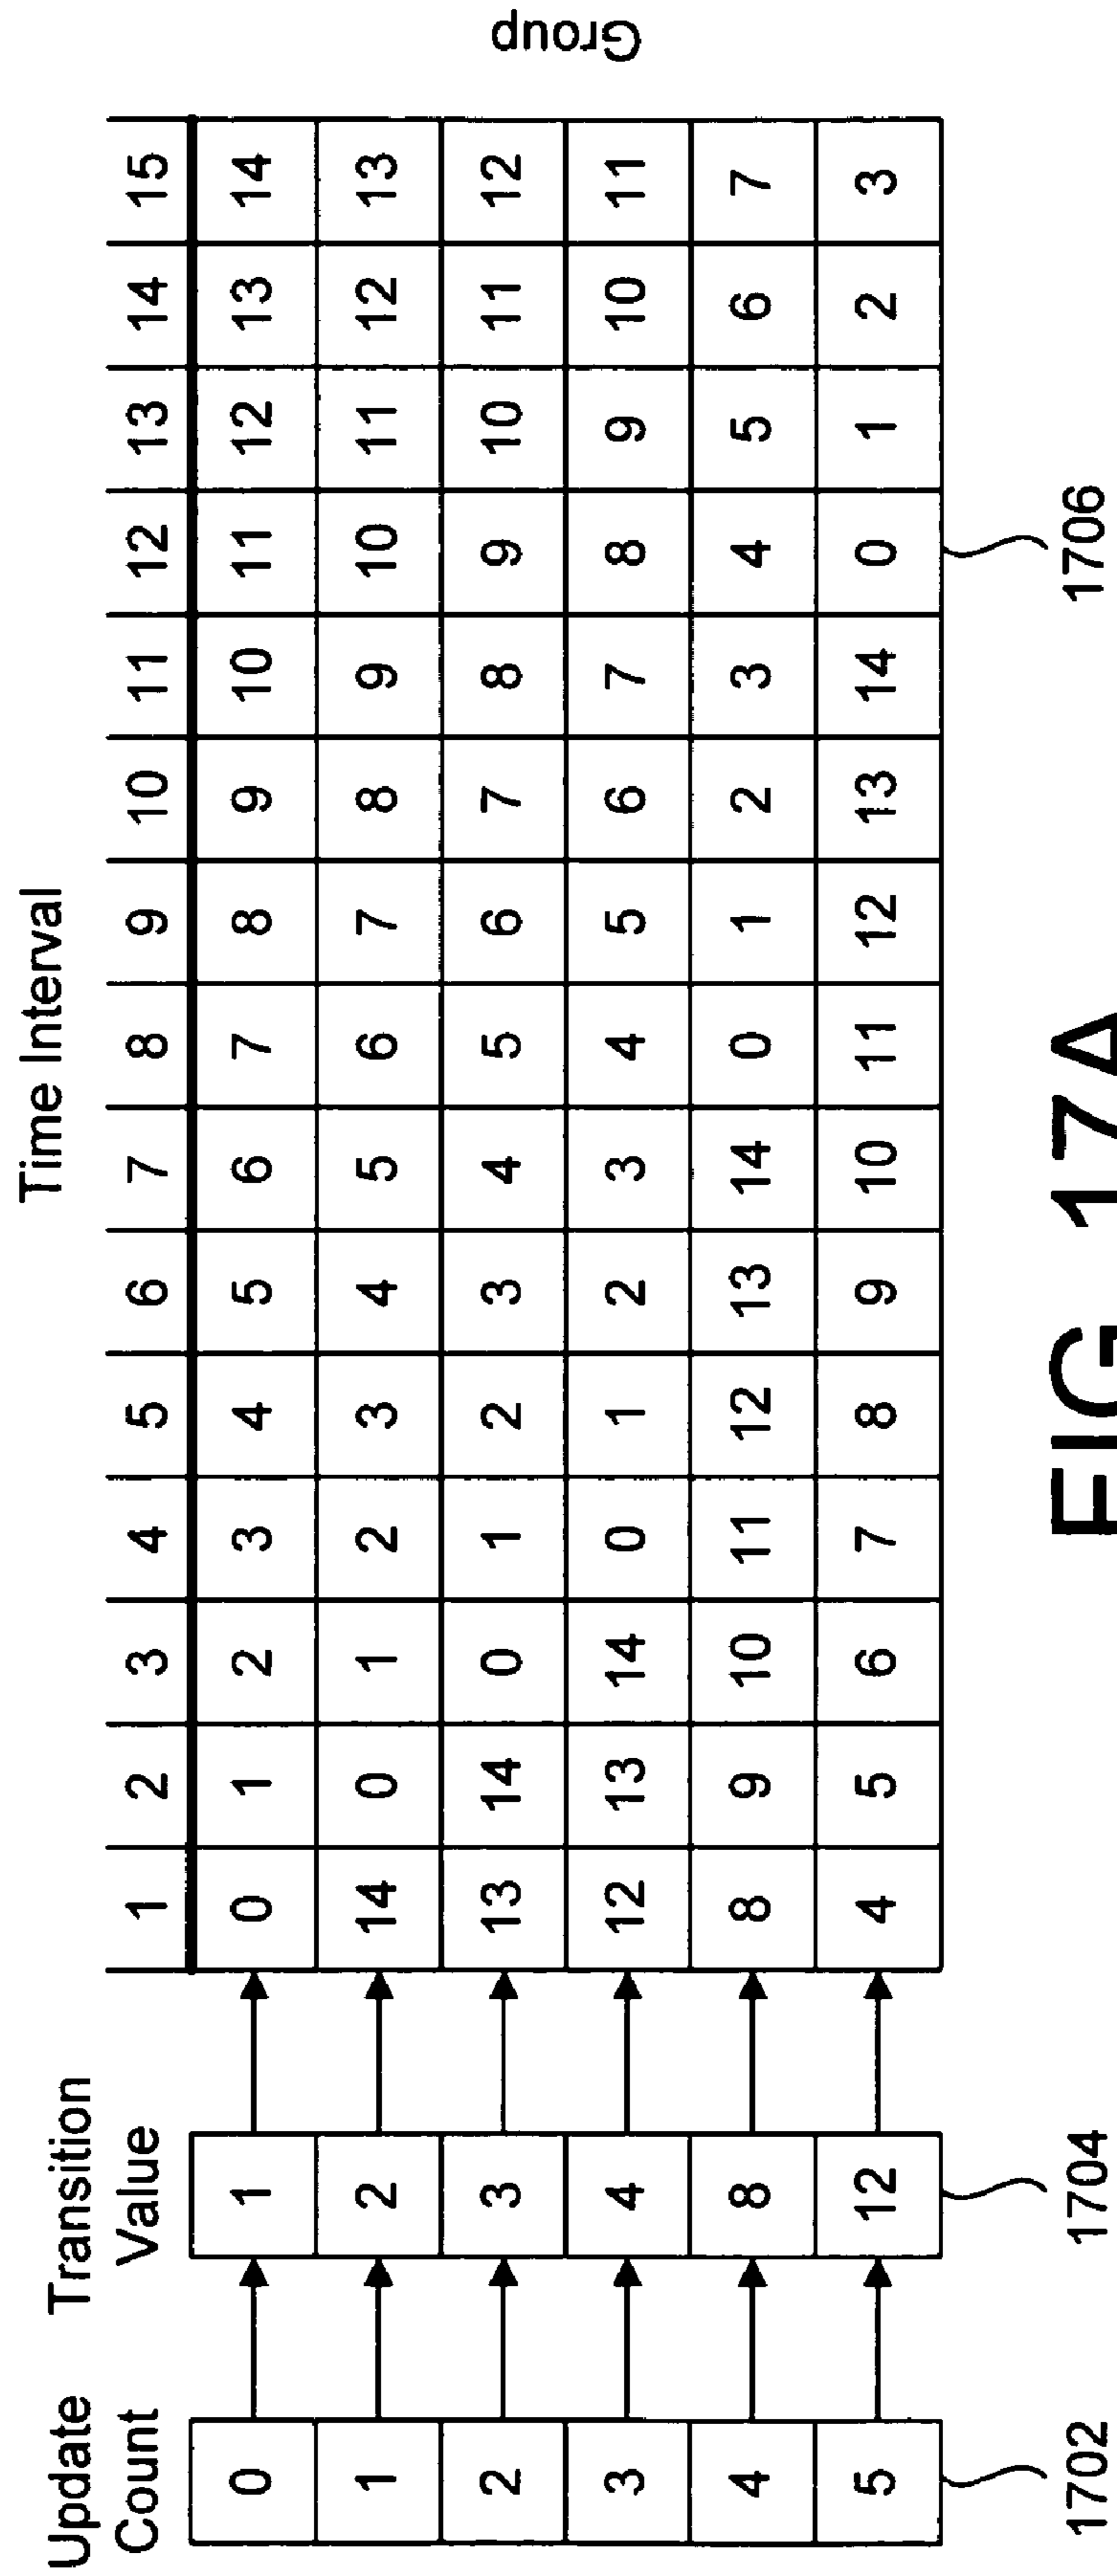 Time Interval
Update Count
Transition Value
1 2 3 4 5 6 7 8 9 10 11 12 13 14 15
0 1 0 1 2 3 4 5 6 7 8 9 10 11 12 13 14
1 2 14 0 1 2 3 4 5 6 7 8 9 10 11 12 13
2 3 13 14 0 1 2 3 4 5 6 7 8 9 10 11 12
3 4 12 13 14 0 1 2 3 4 5 6 7 8 9 10 11
4 8 8 9 10 11 12 13 14 0 1 2 3 4 5 6 7
5 12 4 5 6 7 8 9 10 11 12 13 14 0 1 2 3
Group
1702
1704
1706
FIG 17A